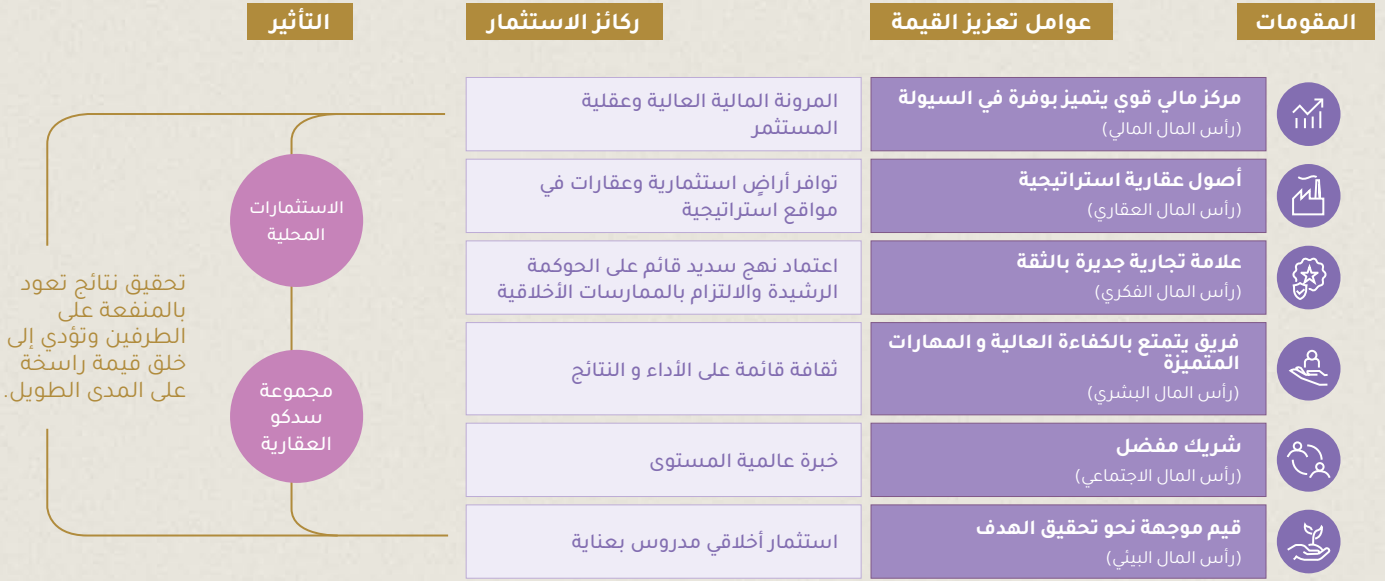 المقومات
عوامل تعزيز القيمة
ركائز الاستثمار
التأثير
مركز مالي قوي يتميز بوفرة في السيولة
(رأس المال المالي)
المرونة المالية العالية وعقلية
المستثمر
أصول عقارية استراتيجية
(رأس المال العقاري)
توافر أراضٍ استثمارية وعقارات في
مواقع استراتيجية
علامة تجارية جديرة بالثقة
(رأس المال الفكري)
اعتماد نهج سديد قائم على الحوكمة
الرشيدة والالتزام بالممارسات الأخلاقية
فريق يتمتع بالكفاءة العالية و المهارات
المتميزة
(رأس المال البشري)
ثقافة قائمة على الأداء و النتائج
شريك مفضل
(رأس المال الاجتماعي)
خبرة عالمية المستوى
قيم موجهة نحو تحقيق الهدف
(رأس المال البيئي)
استثمار أخلاقي مدروس بعناية
الاستثمارات
المحلية
مجموعة
سدكو
العقارية
تحقيق نتائج تعود
بالمنفعة على
الطرفين وتؤدي إلى
خلق قيمة راسخة
على المدى الطويل.